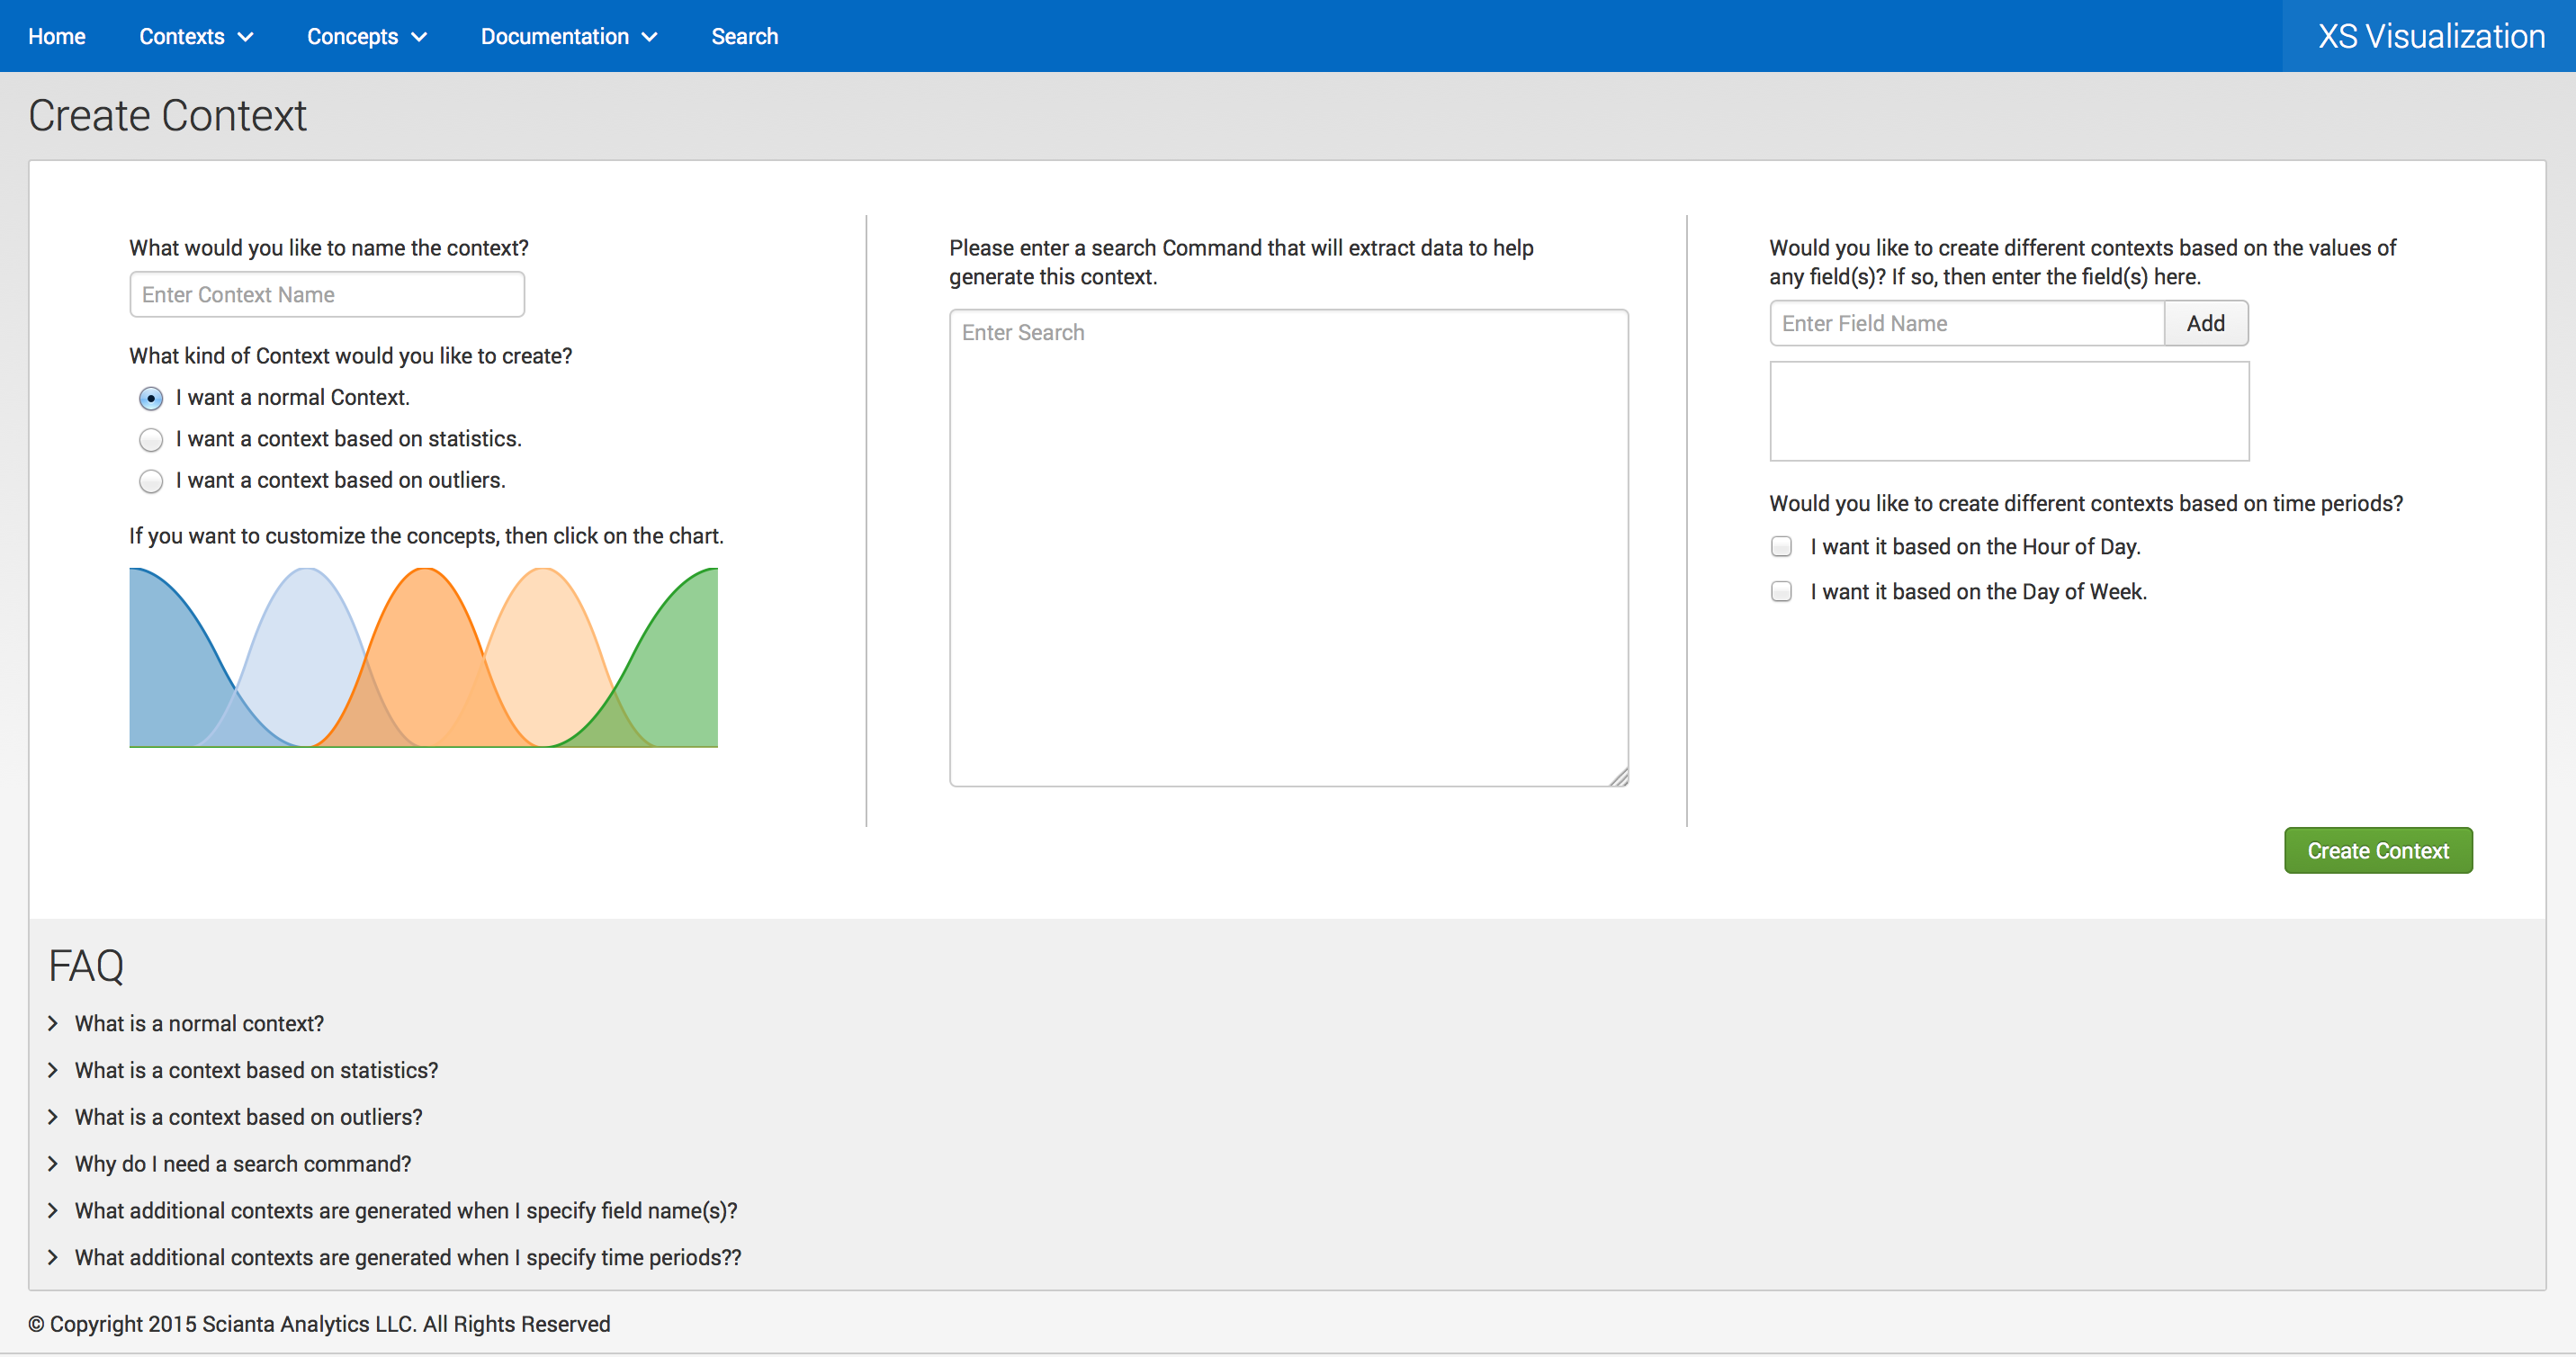 Home
Contexts
Concepts
Documentation
Search
XS Visualization
Create Context
What would you like to name the context?
Enter Context Name
What kind of Context would you like to create?
I want a normal Context.
I want a context based on statistics.
I want a context based on outliers.
If you want to customize the concepts, then click on the chart.
Please enter a search Command that will extract data to help
generate this context.
Enter Search
Would you like to create different contexts based on the values of
any field(s)? If so, then enter the field(s) here.
Enter Field Name
Add
Would you like to create different contexts based on time periods?
I want it based on the Hour of Day.
I want it based on the Day of Week.
Create Context
FAQ
What is a normal context?
What is a context based on statistics?
What is a context based on outliers?
Why do I need a search command?
What additional contexts are generated when I specify field name(s)?
What additional contexts are generated when I specify time periods??
© Copyright 2015 Scianta Analytics LLC. All Rights Reserved